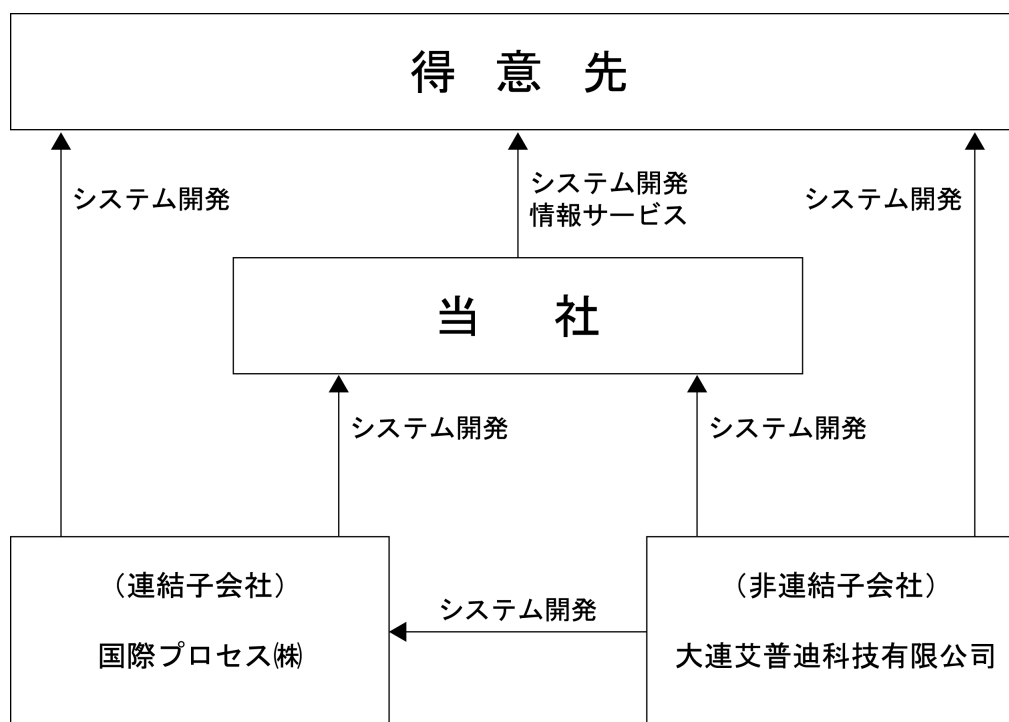 得意先
システム開発
システム開発
情報サービス
システム開発
当社
システム開発
システム開発
(連結子会社)
国際プロセス㈱
システム開発
(非連結子会社)
大連艾普迪科技有限公司